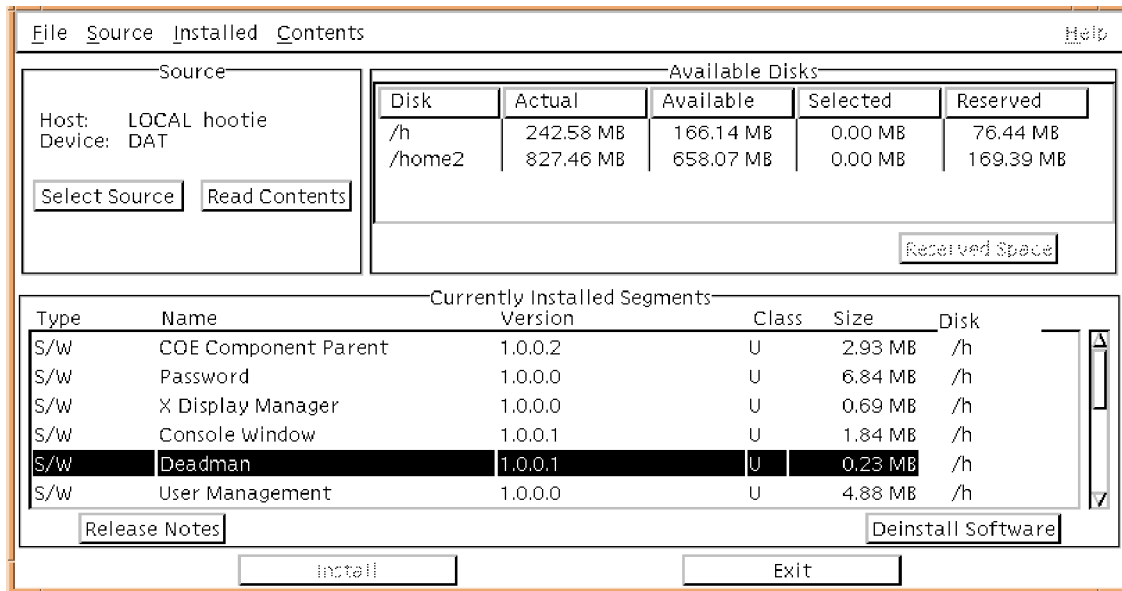 File Source Installed Contents Help
Source
Host: LOCAL hootie
Device: DAT
Select Source Read Contents
Available Disks
Disk Actual Available Selected Reserved
/h 242.58 MB 166.14 MB 0.00 MB 76.44 MB
/home2 827.46 MB 658.07 MB 0.00 MB 169.39 MB
Reserved Space
Currently Installed Segments
Type Name Version Class Size Disk
S/W COE Component Parent 1.0.0.2 U 2.93 MB /h
S/W Password 1.0.0.0 U 6.84 MB /h
S/W X Display Manager 1.0.0.0 U 0.69 MB /h
S/W Console Window 1.0.0.1 U 1.84 MB /h
S/W Deadman 1.0.0.1 U 0.23 MB /h
S/W User Management 1.0.0.0 U 4.88 MB /h
Release Notes Deinstall Software
Install Exit